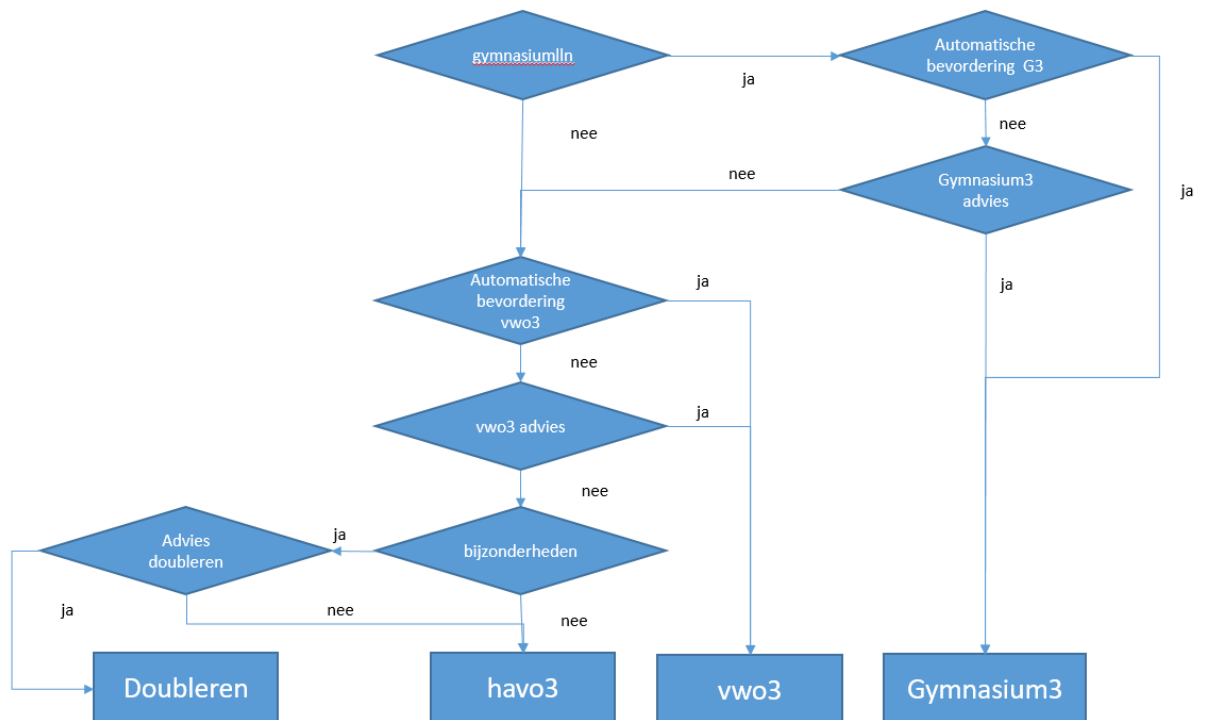 gymnasiumlln
Automatische
bevordering G3
ja
nee
nee
nee
Gymnasium3
advies
ja
Automatische
bevordering
vwo3
ja
ja
nee
vwo3 advies
ja
nee
Advies
doubleren
ja
bijzonderheden
ja
nee
nee
Doubleren
havo3
vwo3
Gymnasium3